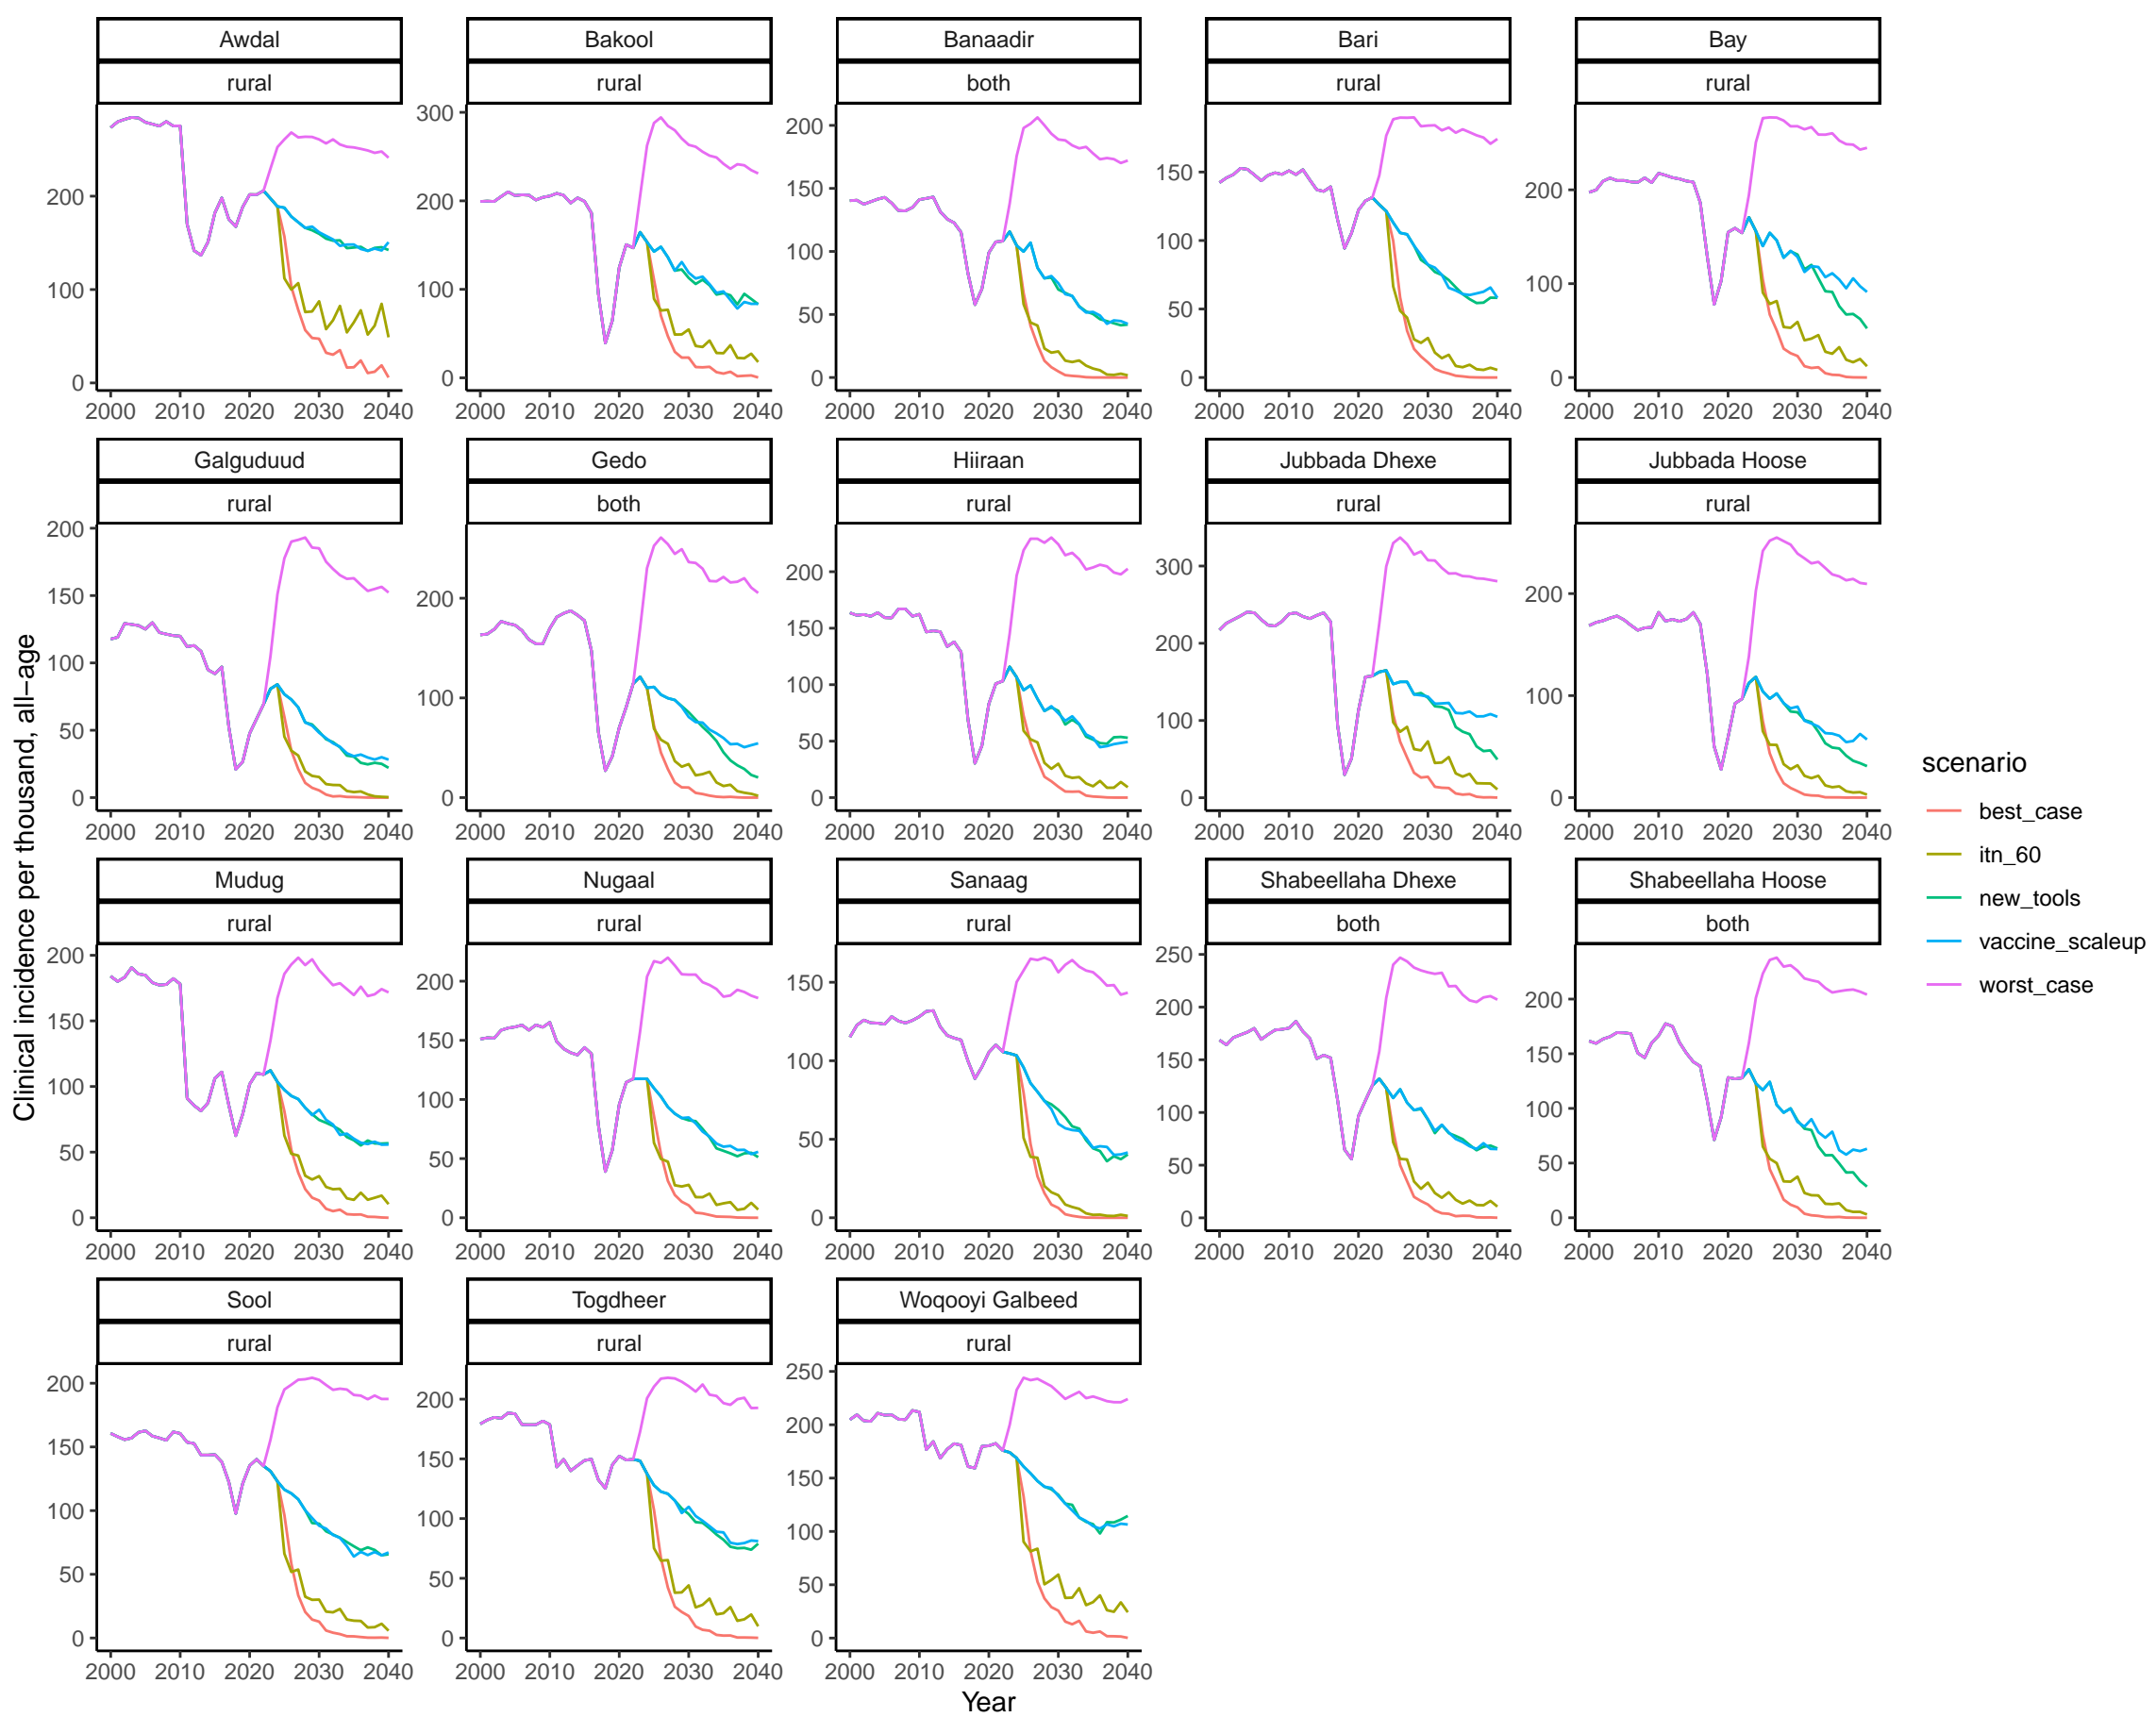 Clinical incidence per thousand, all−age
Awdal
rural
0
100
200
2000 2010 2020 2030 2040
Bakool
rural
0
100
200
300
2000 2010 2020 2030 2040
Banaadir
both
0
50
100
150
200
2000 2010 2020 2030 2040
Bari
rural
0
50
100
150
2000 2010 2020 2030 2040
Bay
rural
0
100
200
2000 2010 2020 2030 2040
Galguduud
rural
0
50
100
150
200
2000 2010 2020 2030 2040
Gedo
both
0
100
200
2000 2010 2020 2030 2040
Hiiraan
rural
0
50
100
150
200
2000 2010 2020 2030 2040
Jubbada Dhexe
rural
0
100
200
300
2000 2010 2020 2030 2040
Jubbada Hoose
rural
0
100
200
2000 2010 2020 2030 2040
Mudug
rural
0
50
100
150
200
2000 2010 2020 2030 2040
Nugaal
rural
0
50
100
150
200
2000 2010 2020 2030 2040
Sanaag
rural
0
50
100
150
2000 2010 2020 2030 2040
Shabeellaha Dhexe
both
0
50
100
150
200
250
2000 2010 2020 2030 2040
Shabeellaha Hoose
both
0
50
100
150
200
2000 2010 2020 2030 2040
Sool
rural
0
50
100
150
200
2000 2010 2020 2030 2040
Togdheer
rural
0
50
100
150
200
2000 2010 2020 2030 2040
Woqooyi Galbeed
rural
0
50
100
150
200
250
2000 2010 2020 2030 2040
Year
scenario
best_case
itn_60
new_tools
vaccine_scaleup
worst_case